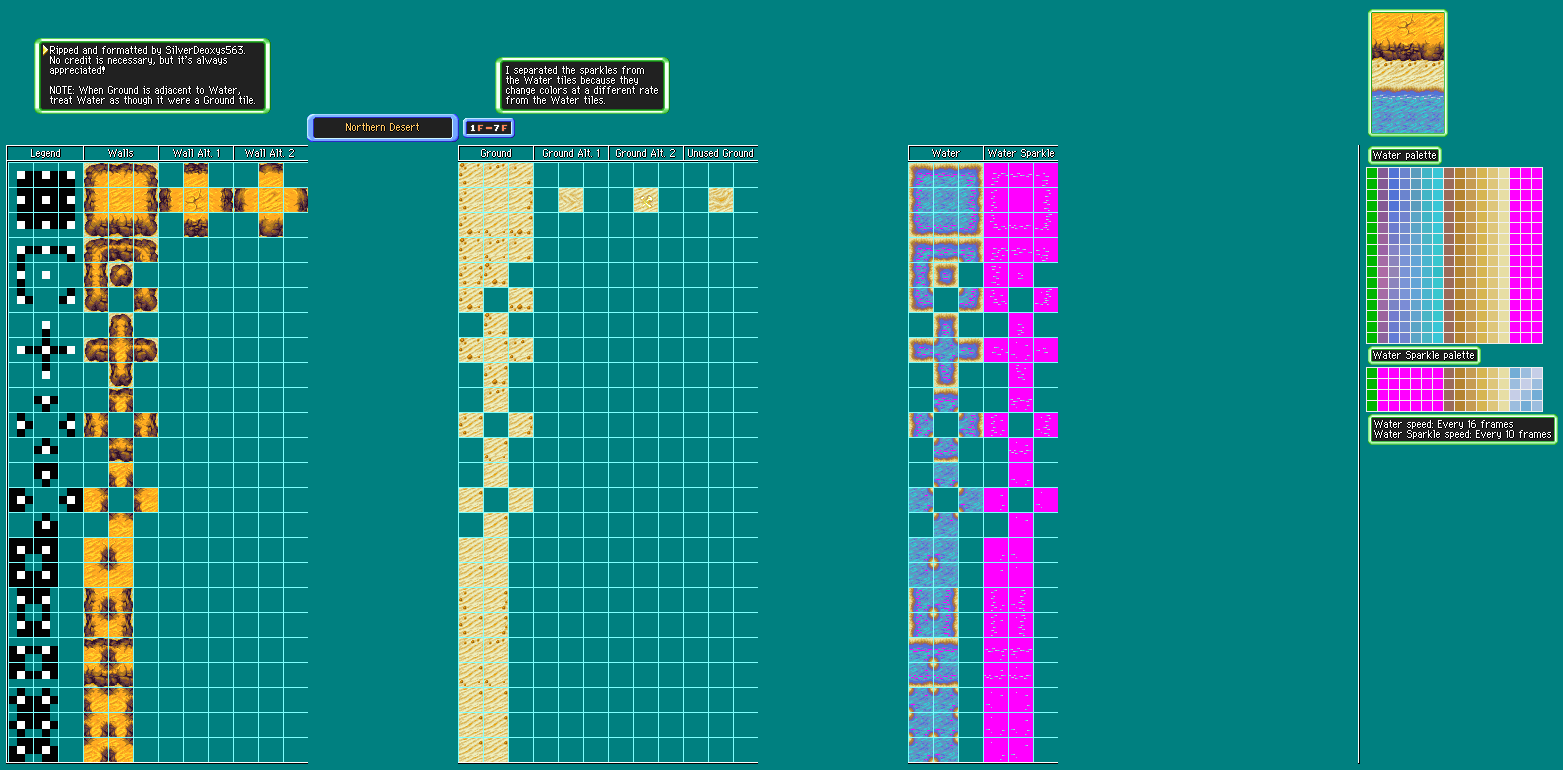 Ripped and formatted by SilverDeoxys563.
No credit is necessary, but it's always
appreciated!
NOTE: When Ground is adjacent to Water,
treat Water as though it were a Ground tile.
I separated the sparkles from
the Water tiles because they
change colors at a different rate
from the Water tiles.
Northern Desert
1F-7F
Legend
Walls
Wall Alt. 1
Wall Alt. 2
Ground
Ground Alt. 1
Ground Alt. 2
Unused Ground
Water
Water Sparkle
Water palette
Water Sparkle palette
Water speed: Every 16 frames
Water Sparkle speed: Every 10 frames